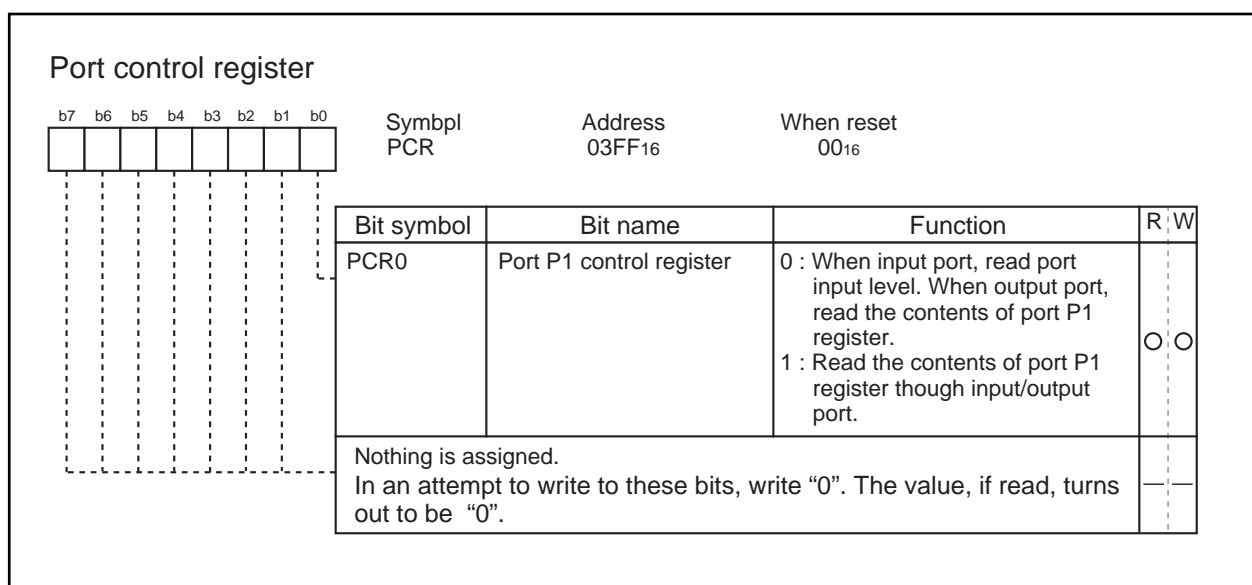 Port control register
b7 b6 b5 b4 b3 b2 b1 b0
Symbpl Address When reset
PCR 03FF16 0016
Bit symbol Bit name Function R W
PCR0 Port P1 control register 0 : When input port, read port
input level. When output port,
read the contents of port P1
register.
1 : Read the contents of port P1
register though input/output
port.
Nothing is assigned.
In an attempt to write to these bits, write “0”. The value, if read, turns
out to be “0”.